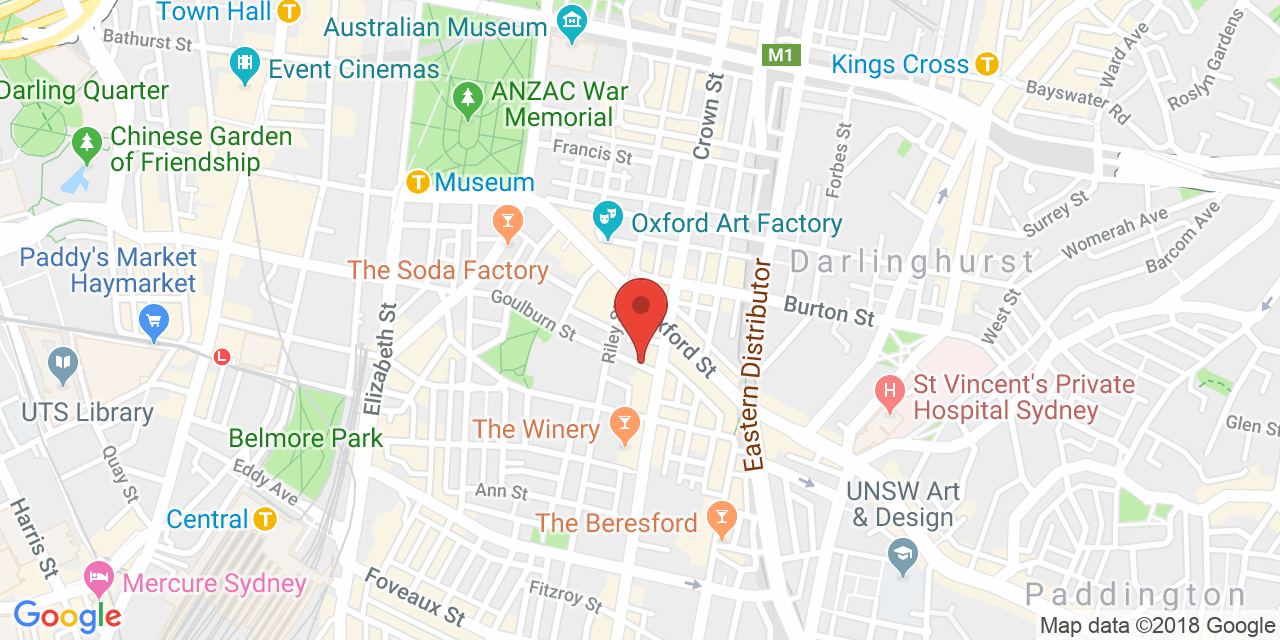 Town Hall
T
Bathurst St
Australian Museum
M1
Kings Cross
T
Ward Ave
Roslyn Gardens
Event Cinemas
Bayswater Rd
Darling Quarter
ANZAC War
Memorial
Crown St
Chinese Garden
of Friendship
Francis St
Forbes St
T
Museum
Surrey St
Womerah Ave
Barcom Ave
Oxford Art Factory
Paddy's Market
Haymarket
The Soda Factory
Darlinghurst
Goulburn St
Riley S
Burton St
West St
Elizabeth St
xford St
Eastern Distributor
L
UTS Library
H
St Vincent's Private
Hospital Sydney
Glen St
Belmore Park
The Winery
Quay St
Eddy Ave
Ann St
UNSW Art
& Design
Harris St
Central
T
The Beresford
Mercure Sydney
Foveaux St
Fitzroy St
Paddington
Google
Map data ©2018 Google